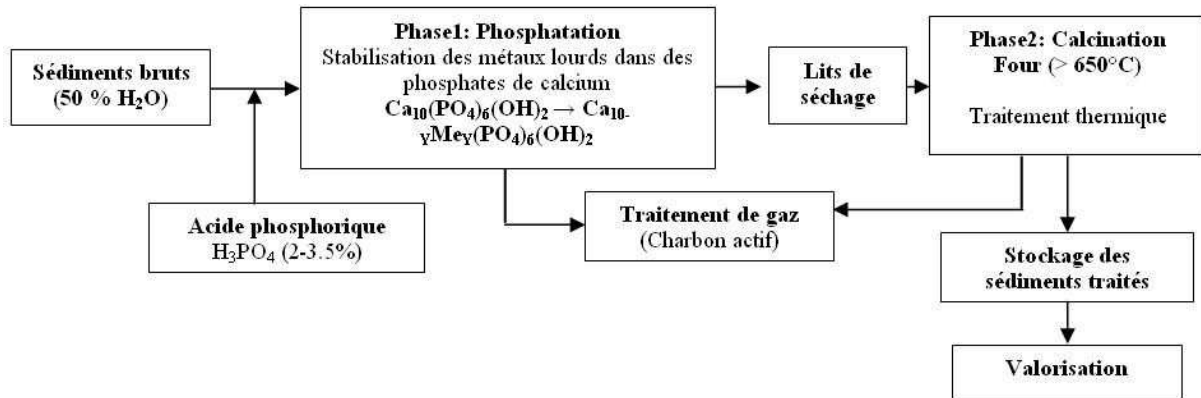 Sédiments bruts
(50 % H₂O)
Acide phosphorique
H₃PO₄ (2-3.5%)
Phase1: Phosphatation
Stabilisation des métaux lourds dans des
phosphates de calcium
Ca₁₀(PO₄)₆(OH)₂ → Ca₁₀₋
YMeY(PO₄)₆(OH)₂
Lits de
séchage
Phase2: Calcination
Four (> 650°C)
Traitement thermique
Traitement de gaz
(Charbon actif)
Stockage des
sédiments traités
Valorisation